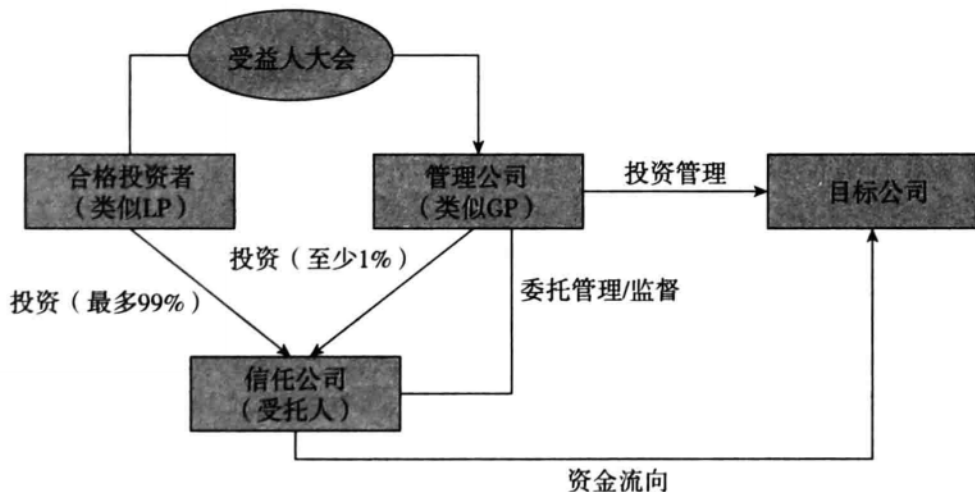 受益人大会
合格投资者
（类似LP）
管理公司
（类似GP）
投资管理
目标公司
投资（至少1%）
投资（最多99%）
委托管理/监督
信任公司
（受托人）
资金流向